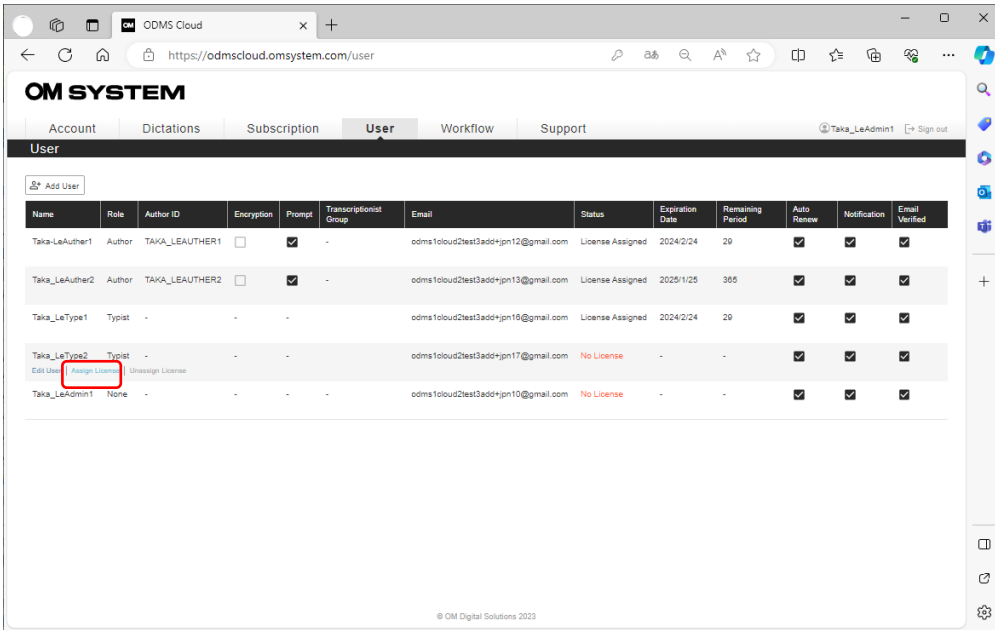 OM ODMS Cloud
https://odmscloud.omsystem.com/user
OM SYSTEM
Account Dictations Subscription User Workflow Support Taka_LeAdmin1 Sign out
User
Add User
Name Role Author ID Encryption Prompt Transcriptionist Group Email Status Expiration Date Remaining Period Auto Renew Notification Email Verified
Taka-LeAuther1 Author TAKA_LEAUTHER1 - odms1cloud2test3add+jpn12@gmail.com License Assigned 2024/2/24 29
Taka_LeAuther2 Author TAKA_LEAUTHER2 - odms1cloud2test3add+jpn13@gmail.com License Assigned 2025/1/25 365
Taka_LeType1 Typist - - - odms1cloud2test3add+jpn16@gmail.com License Assigned 2024/2/24 29
Taka_LeType2 Typist - - - odms1cloud2test3add+jpn17@gmail.com No License - -
Edit User | Assign License | Unassign License
Taka_LeAdmin1 None - - - - odms1cloud2test3add+jpn10@gmail.com No License - -
© OM Digital Solutions 2023